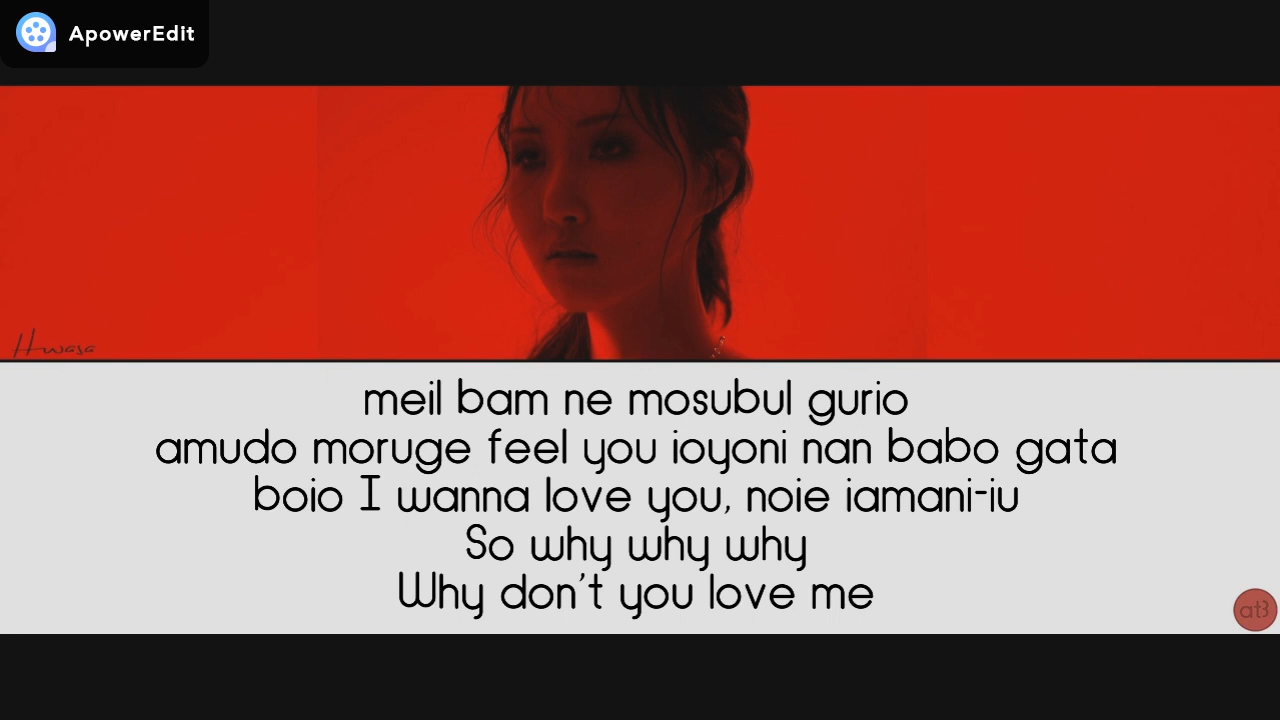 ApowerEdit
Hwasa
meil bam ne mosubul gurio
amudo moruge feel you ioyoni nan babo gata
boio I wanna love you, noie iamani-iu
So why why why
Why don't you love me
at3